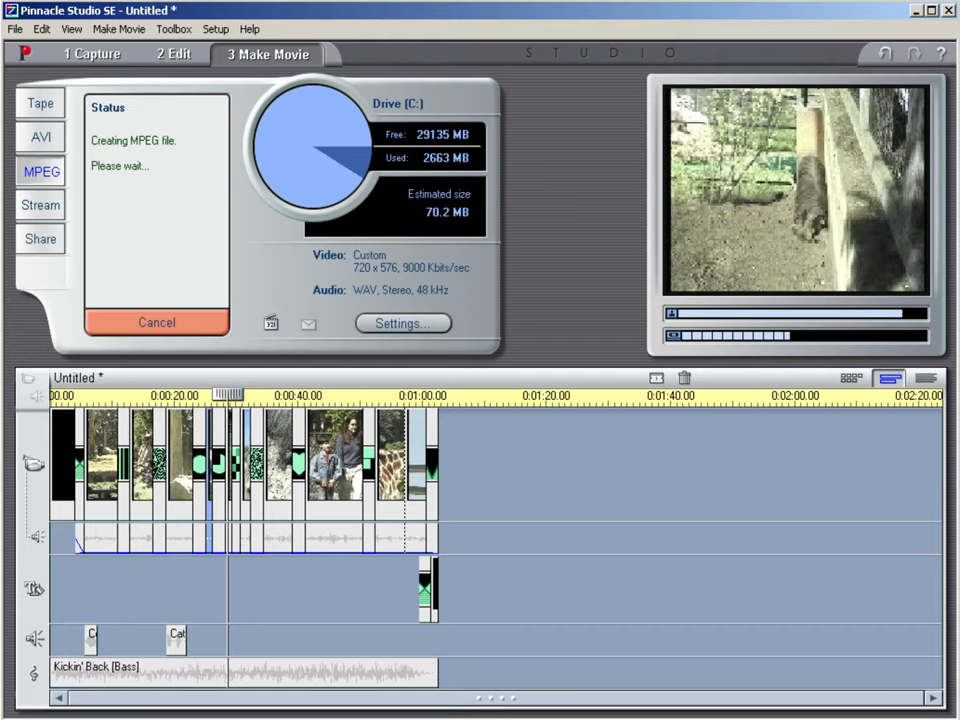 Pinnacle Studio SE - Untitled *
File Edit View Make Movie Toolbox Setup Help
1 Capture 2 Edit 3 Make Movie STUDIO ?
Tape
AVI
MPEG
Stream
Share
Status
Creating MPEG file.
Please wait...
Cancel
Drive (C:)
Free: 29135 MB
Used: 2663 MB
Estimated size
70.2 MB
Video: Custom
720 x 576, 9000 Kbits/sec
Audio: WAV, Stereo, 48 kHz
Settings...
Untitled *
00.00 0:00:20.00 0:00:40.00 0:01:00.00 0:01:20.00 0:01:40.00 0:02:00.00 0:02:20.00
Cat
Kickin' Back [Bass]